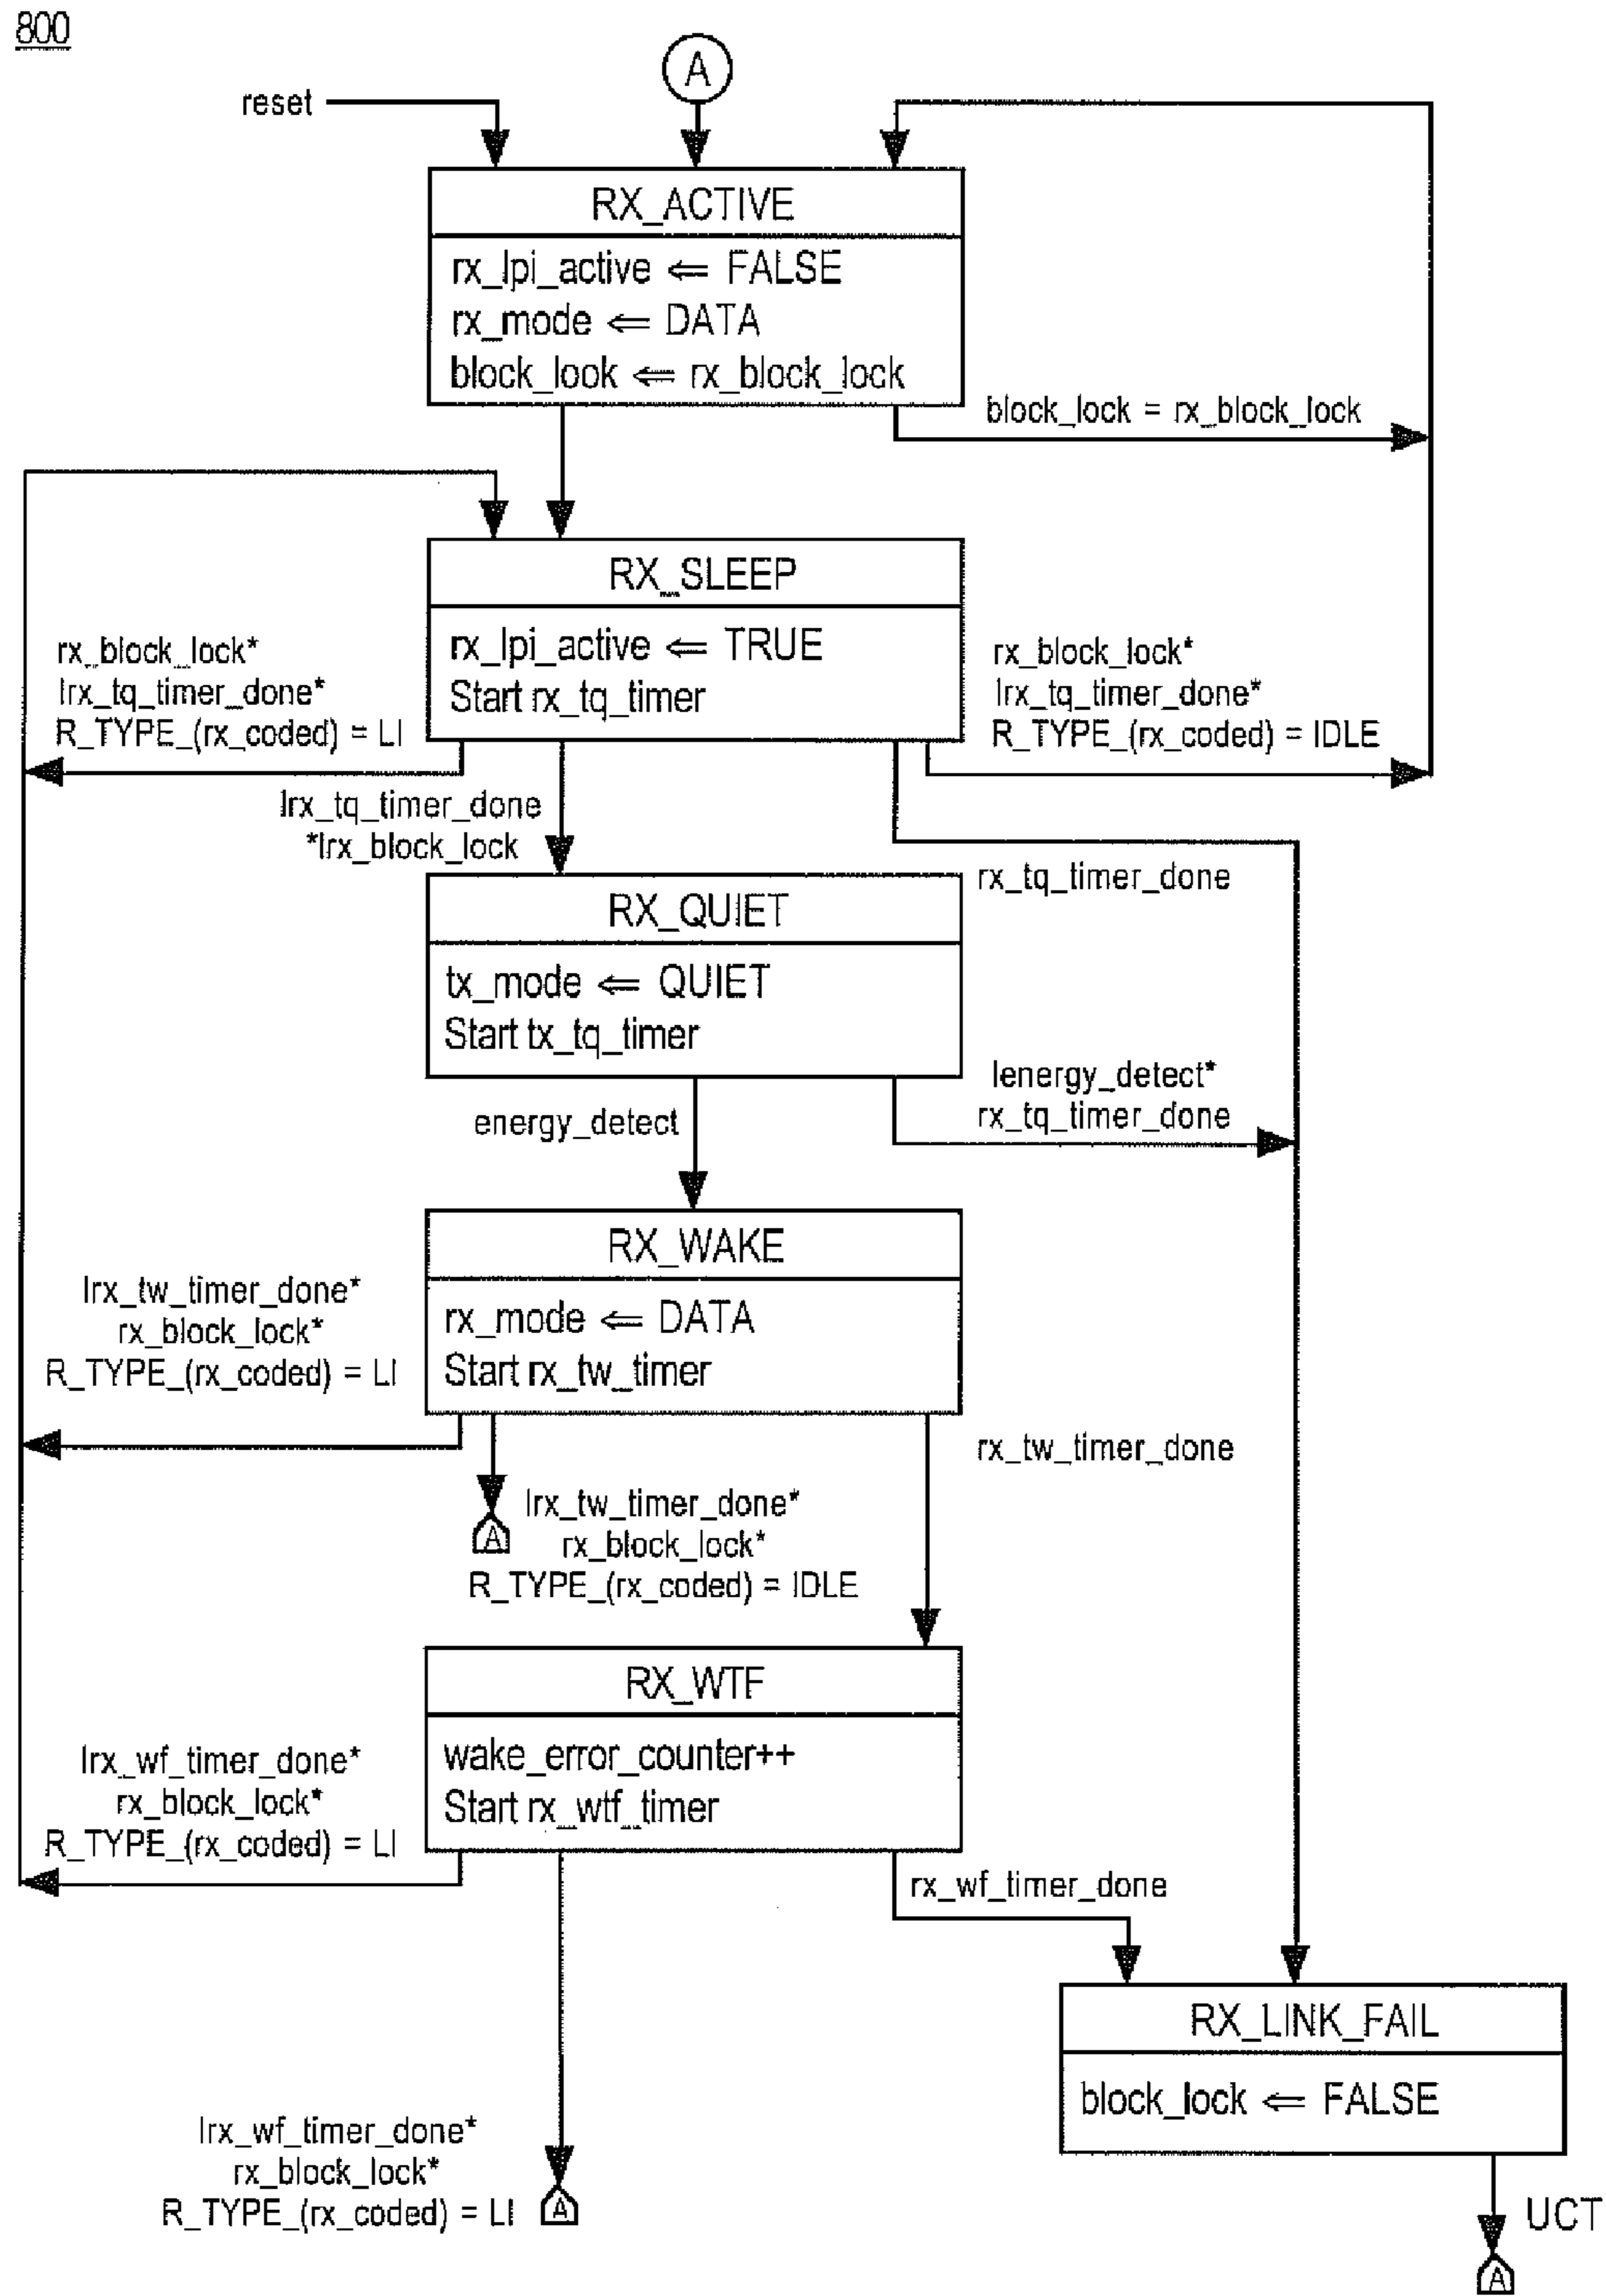 800
A
reset
RX_ACTIVE
rx_lpi_active ⇐ FALSE
rx_mode ⇐ DATA
block_look ⇐ rx_block_lock
block_lock = rx_block_lock
RX_SLEEP
rx_lpi_active ⇐ TRUE
Start rx_tq_timer
rx_block_lock*
!rx_tq_timer_done*
R_TYPE_(rx_coded) = LI
rx_block_lock*
!rx_tq_timer_done*
R_TYPE_(rx_coded) = IDLE
!rx_tq_timer_done
*!rx_block_lock
rx_tq_timer_done
RX_QUIET
tx_mode ⇐ QUIET
Start tx_tq_timer
energy_detect
!energy_detect*
rx_tq_timer_done
RX_WAKE
rx_mode ⇐ DATA
Start rx_tw_timer
!rx_tw_timer_done*
rx_block_lock*
R_TYPE_(rx_coded) = LI
rx_tw_timer_done
A
!rx_tw_timer_done*
rx_block_lock*
R_TYPE_(rx_coded) = IDLE
RX_WTF
wake_error_counter++
Start rx_wtf_timer
!rx_wf_timer_done*
rx_block_lock*
R_TYPE_(rx_coded) = LI
rx_wf_timer_done
RX_LINK_FAIL
block_lock ⇐ FALSE
!rx_wf_timer_done*
rx_block_lock*
R_TYPE_(rx_coded) = LI
A
UCT
A